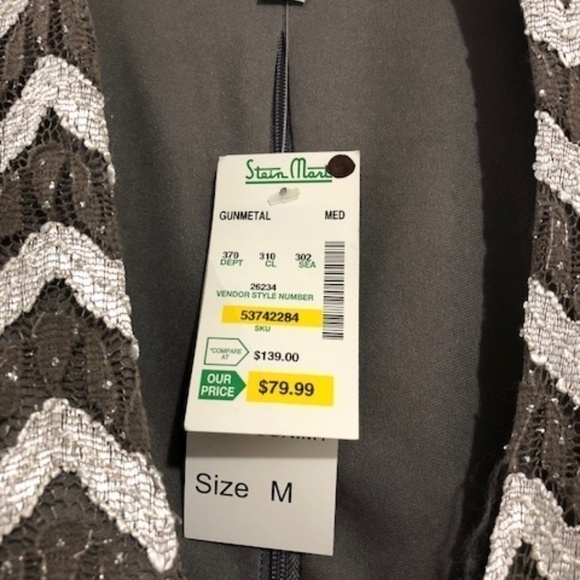 Stein Mart
GUNMETAL MED
370 310 302
DEPT CL SEA
26234
VENDOR STYLE NUMBER
53742284
SKU
*COMPARE AT $139.00
OUR PRICE $79.99
Size M